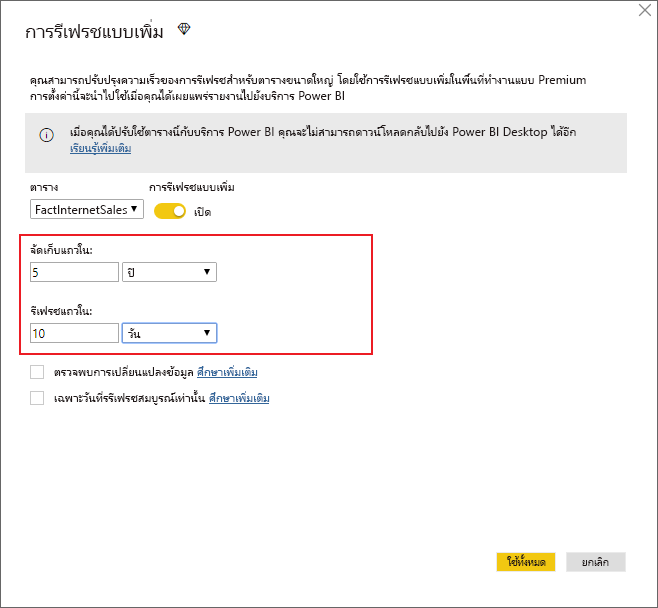 การรีเฟรชแบบเพิ่ม
คุณสามารถปรับปรุงความเร็วของการรีเฟรชสำหรับตารางขนาดใหญ่ โดยใช้การรีเฟรชแบบเพิ่มในพื้นที่ทำงานแบบ Premium
การตั้งค่านี้จะนำไปใช้เมื่อคุณได้เผยแพร่รายงานไปยังบริการ Power BI
เมื่อคุณได้ปรับใช้ตารางนี้กับบริการ Power BI คุณจะไม่สามารถดาวน์โหลดกลับไปยัง Power BI Desktop ได้อีก
เรียนรู้เพิ่มเติม
ตาราง การรีเฟรชแบบเพิ่ม
FactInternetSales เปิด
จัดเก็บแถวใน:
5 ปี
รีเฟรชแถวใน:
10 วัน
ตรวจพบการเปลี่ยนแปลงข้อมูล ศึกษาเพิ่มเติม
เฉพาะวันที่รีเฟรชสมบูรณ์เท่านั้น ศึกษาเพิ่มเติม
ใช้ทั้งหมด ยกเลิก